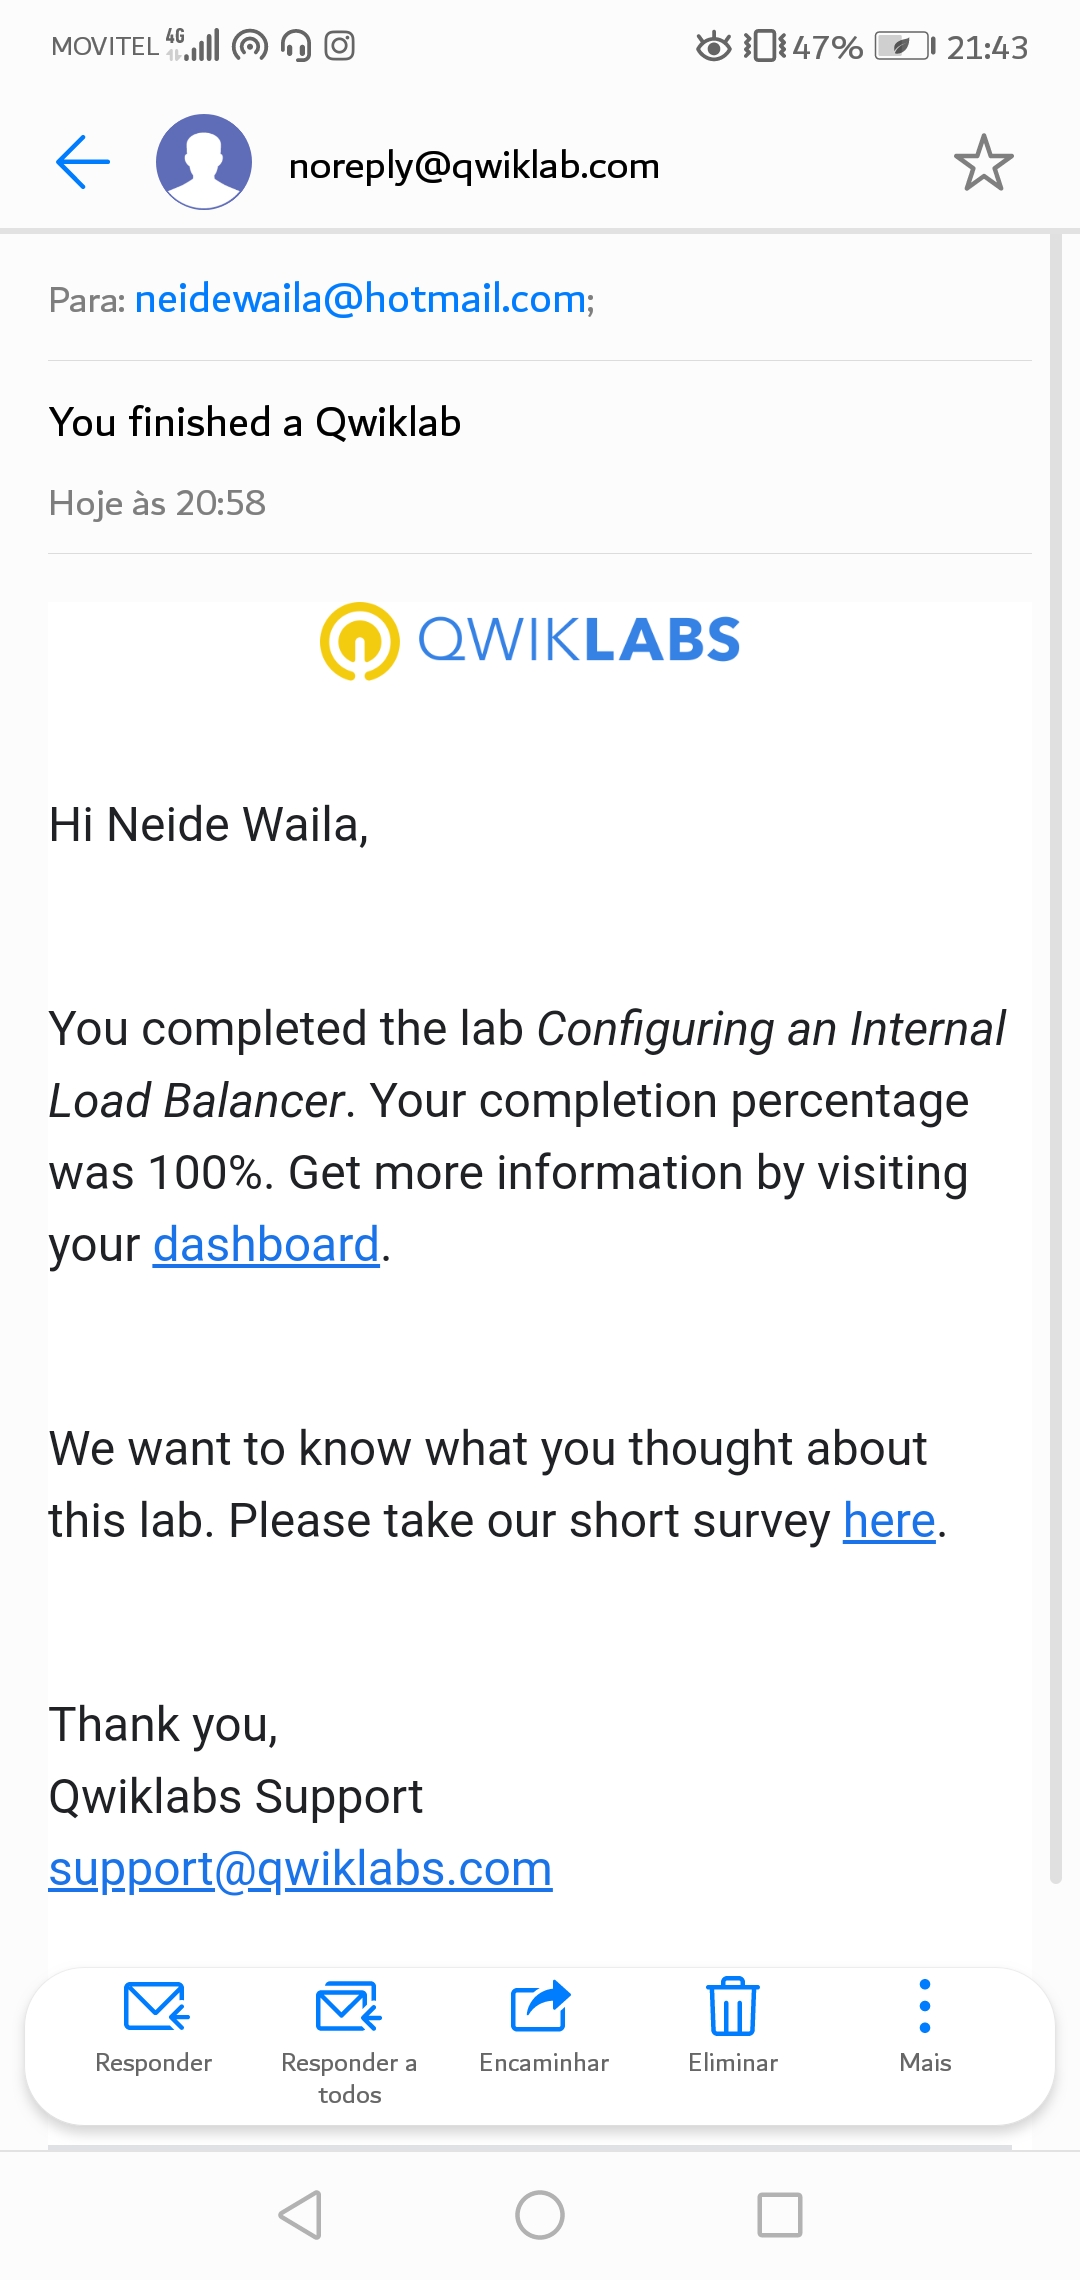 MOVITEL 4G 47% 21:43
noreply@qwiklab.com
Para: neidewaila@hotmail.com;
You finished a Qwiklab
Hoje às 20:58
QWIKLABS
Hi Neide Waila,
You completed the lab Configuring an Internal
Load Balancer. Your completion percentage
was 100%. Get more information by visiting
your dashboard.
We want to know what you thought about
this lab. Please take our short survey here.
Thank you,
Qwiklabs Support
support@qwiklabs.com
Responder
Responder a
todos
Encaminhar
Eliminar
Mais